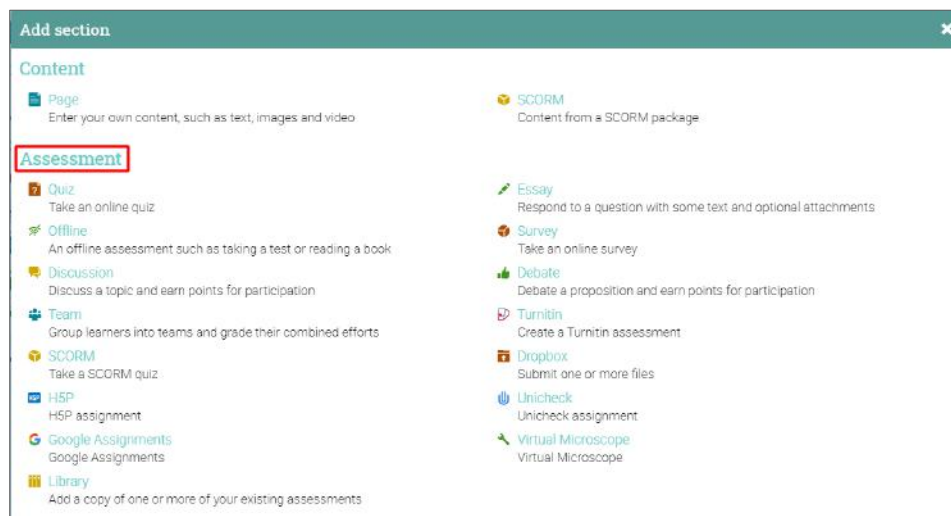 Add section
Content
Page
Enter your own content, such as text, images and video
SCORM
Content from a SCORM package
Assessment
Quiz
Take an online quiz
Essay
Respond to a question with some text and optional attachments
Offline
An offline assessment such as taking a test or reading a book
Survey
Take an online survey
Discussion
Discuss a topic and earn points for participation
Debate
Debate a proposition and earn points for participation
Team
Group learners into teams and grade their combined efforts
Turnitin
Create a Turnitin assessment
SCORM
Take a SCORM quiz
Dropbox
Submit one or more files
H5P
H5P assignment
Unicheck
Unicheck assignment
Google Assignments
Google Assignments
Virtual Microscope
Virtual Microscope
Library
Add a copy of one or more of your existing assessments